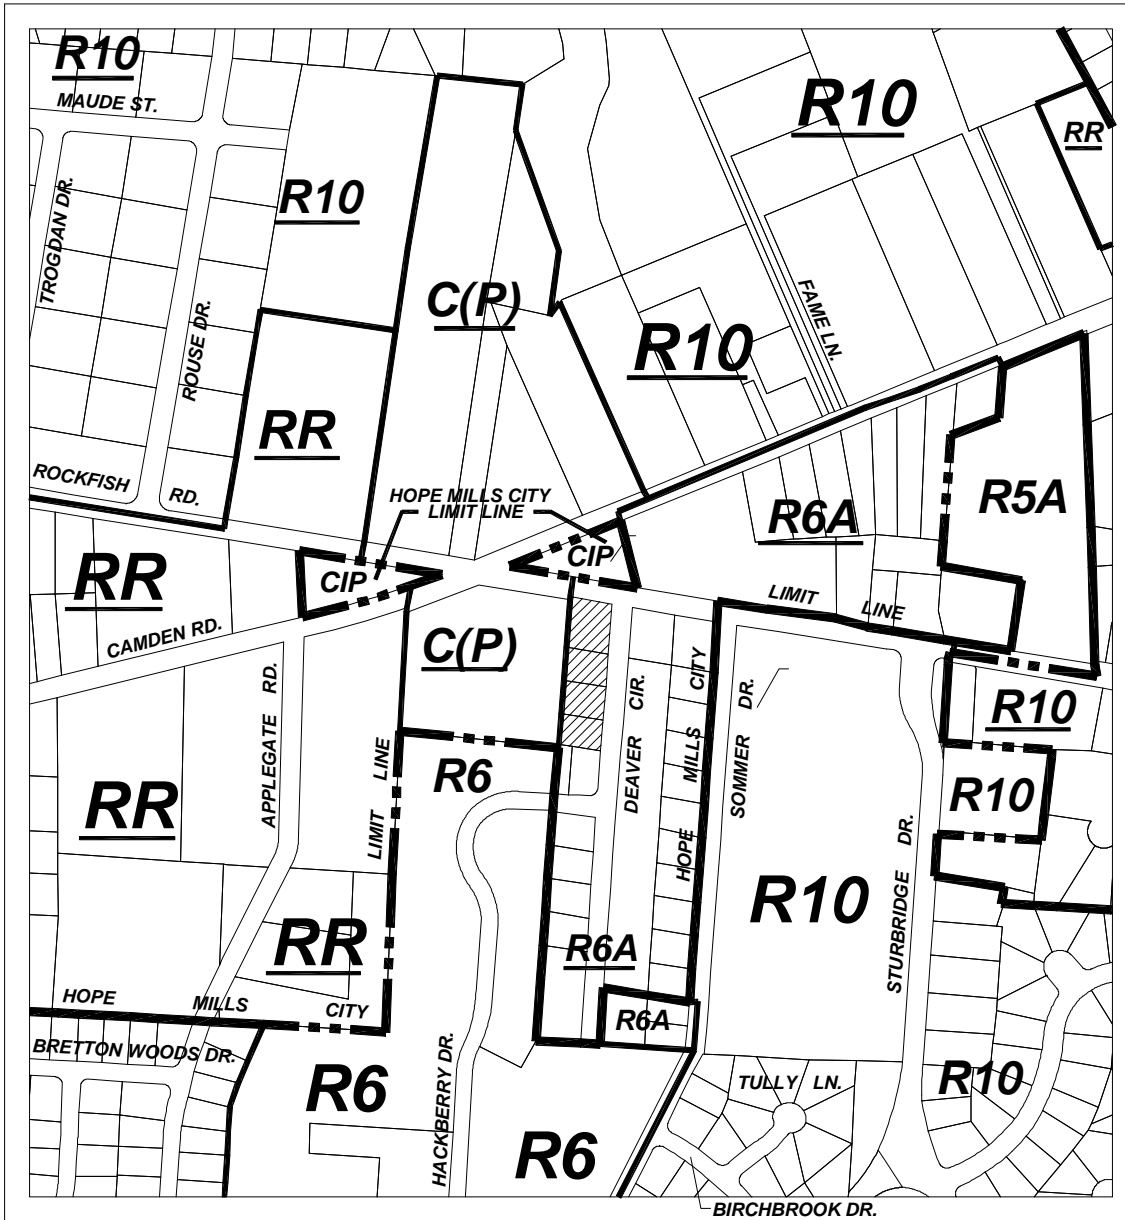 R10
MAUDE ST.
R10
RR
R10
TROGDAN DR.
C(P)
FAME LN.
ROUSE DR.
R10
RR
ROCKFISH
RD.
HOPE MILLS CITY
LIMIT LINE
R6A
R5A
CIP
CIP
RR
LIMIT
LINE
CAMDEN RD.
C(P)
APPLEGATE RD.
DEAVER CIR.
HOPE MILLS CITY
SOMMER DR.
R10
LIMIT LINE
R6
R10
RR
STURBRIDGE DR.
R10
RR
R6A
HOPE
MILLS
CITY
R6A
BRETTON WOODS DR.
R6
HACKBERRY DR.
TULLY LN.
R10
R6
BIRCHBROOK DR.